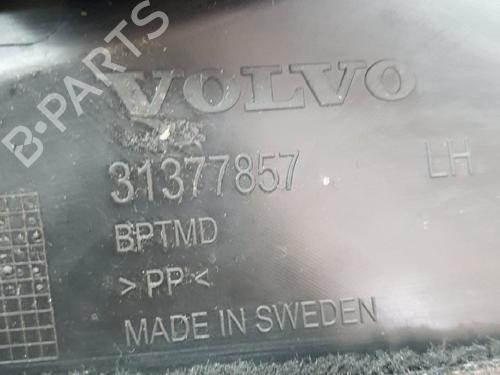 VOLVO
31377857 LH
BPTMD
>PP<
MADE IN SWEDEN
B-PARTS